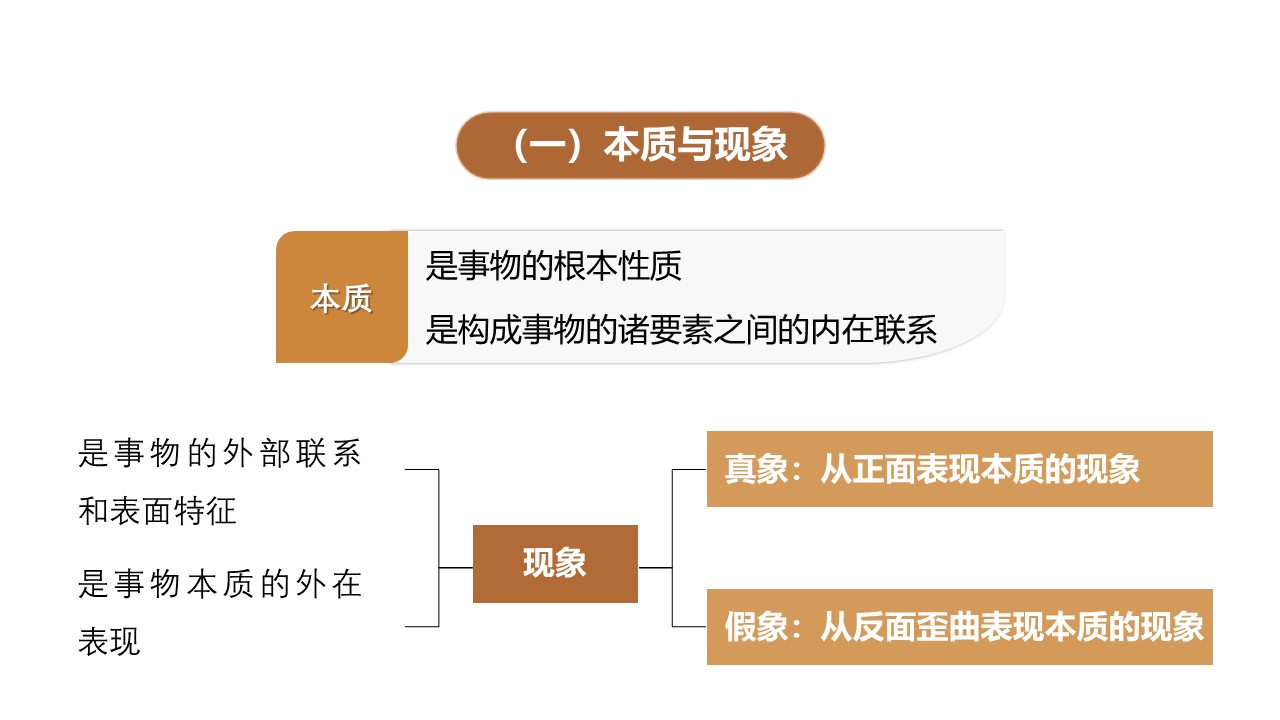 （一）本质与现象
本质
是事物的根本性质
是构成事物的诸要素之间的内在联系
是事物的外部联系
和表面特征
是事物本质的外在
表现
现象
真象：从正面表现本质的现象
假象：从反面歪曲表现本质的现象